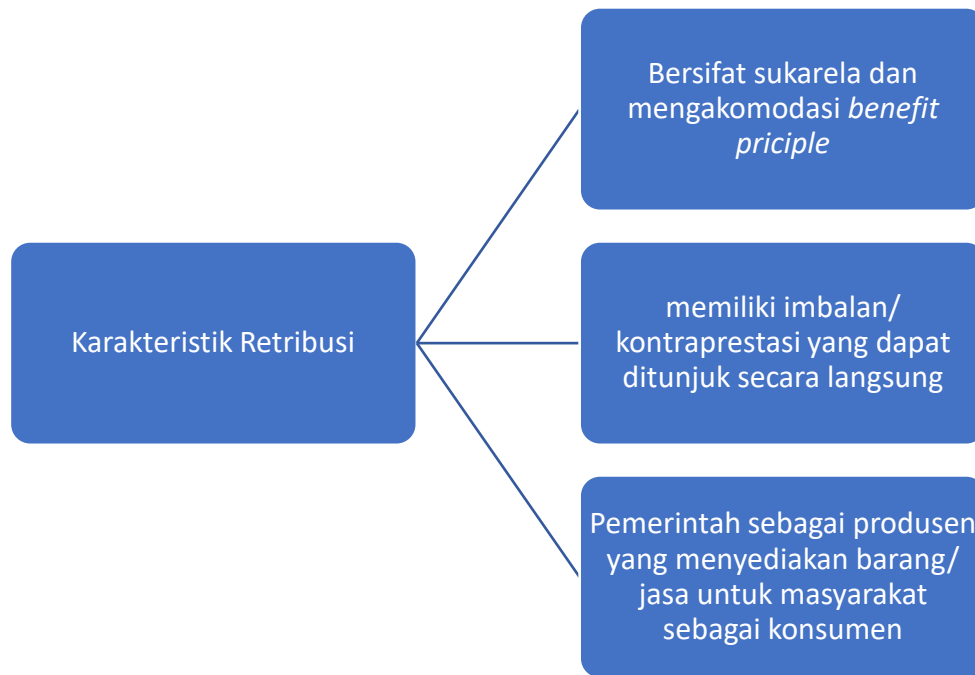 Karakteristik Retribusi
Bersifat sukarela dan
mengakomodasi benefit
priciple
memiliki imbalan/
kontraprestasi yang dapat
ditunjuk secara langsung
Pemerintah sebagai produsen
yang menyediakan barang/
jasa untuk masyarakat
sebagai konsumen